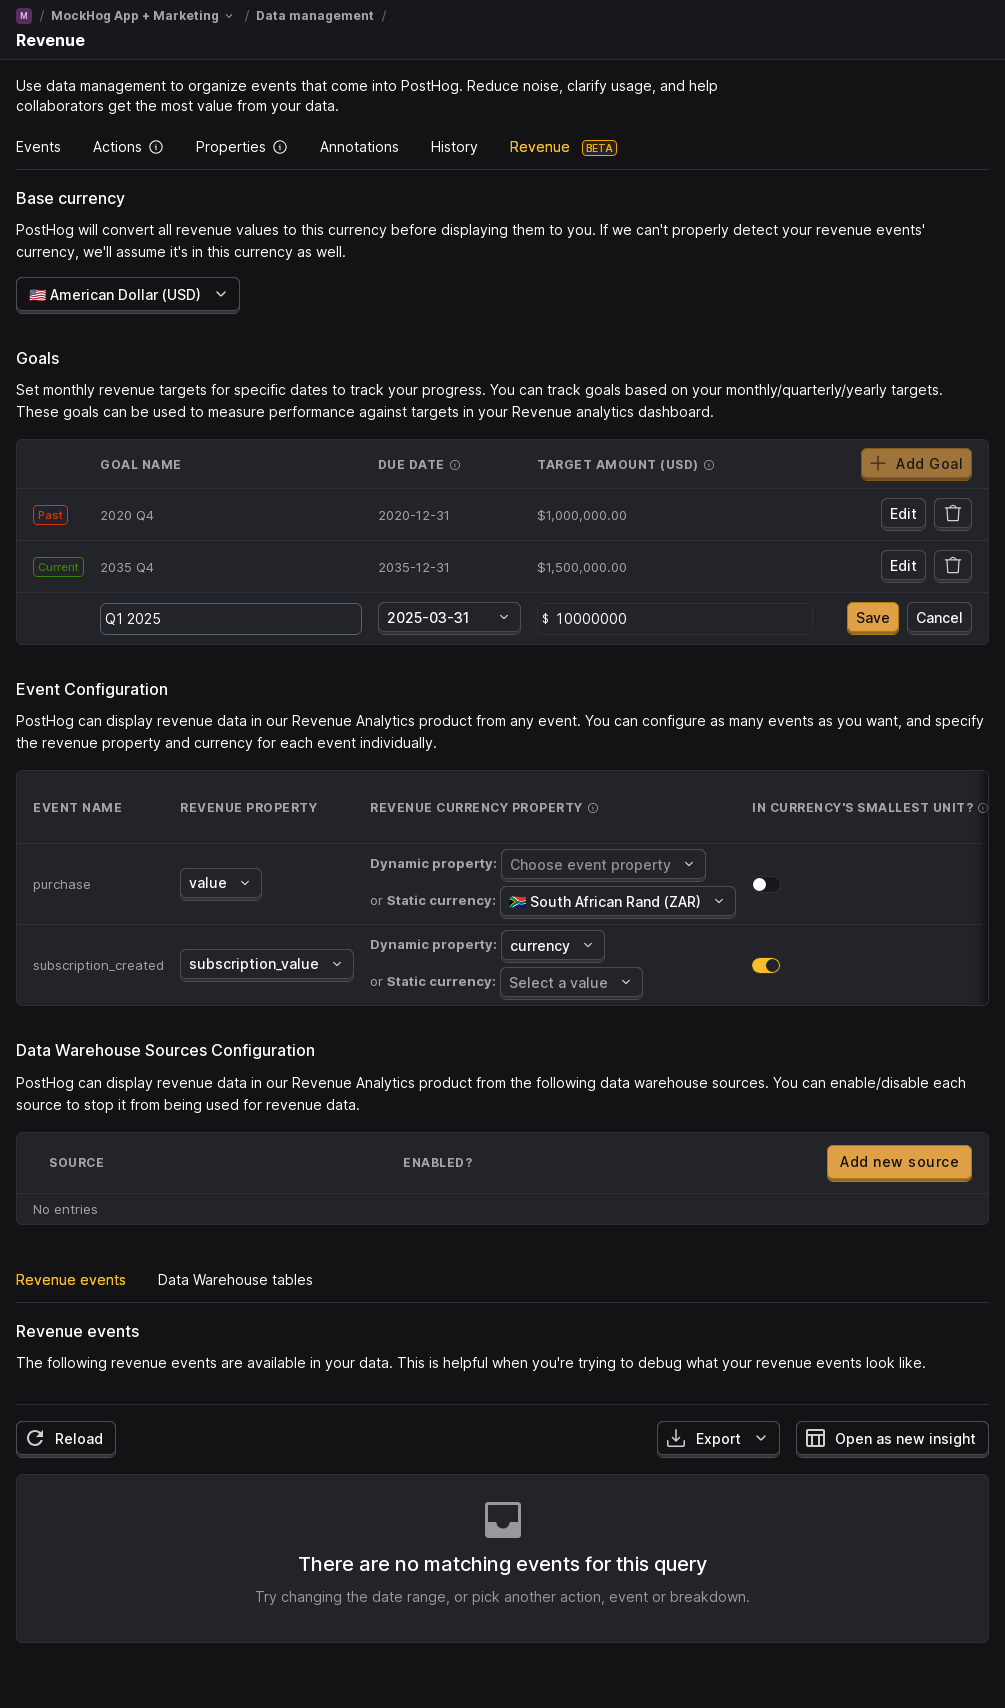 M / MockHog App + Marketing / Data management /
Revenue
Use data management to organize events that come into PostHog. Reduce noise, clarify usage, and help
collaborators get the most value from your data.
Events Actions Properties Annotations History Revenue BETA
Base currency
PostHog will convert all revenue values to this currency before displaying them to you. If we can't properly detect your revenue events'
currency, we'll assume it's in this currency as well.
🇺🇸 American Dollar (USD)
Goals
Set monthly revenue targets for specific dates to track your progress. You can track goals based on your monthly/quarterly/yearly targets.
These goals can be used to measure performance against targets in your Revenue analytics dashboard.
GOAL NAME DUE DATE TARGET AMOUNT (USD) Add Goal
Past 2020 Q4 2020-12-31 $1,000,000.00 Edit
Current 2035 Q4 2035-12-31 $1,500,000.00 Edit
Q1 2025 2025-03-31 $ 10000000 Save Cancel
Event Configuration
PostHog can display revenue data in our Revenue Analytics product from any event. You can configure as many events as you want, and specify
the revenue property and currency for each event individually.
EVENT NAME REVENUE PROPERTY REVENUE CURRENCY PROPERTY IN CURRENCY'S SMALLEST UNIT?
purchase value Dynamic property: Choose event property
or Static currency: 🇿🇦 South African Rand (ZAR)
subscription_created subscription_value Dynamic property: currency
or Static currency: Select a value
Data Warehouse Sources Configuration
PostHog can display revenue data in our Revenue Analytics product from the following data warehouse sources. You can enable/disable each
source to stop it from being used for revenue data.
SOURCE ENABLED? Add new source
No entries
Revenue events Data Warehouse tables
Revenue events
The following revenue events are available in your data. This is helpful when you're trying to debug what your revenue events look like.
Reload Export Open as new insight
There are no matching events for this query
Try changing the date range, or pick another action, event or breakdown.